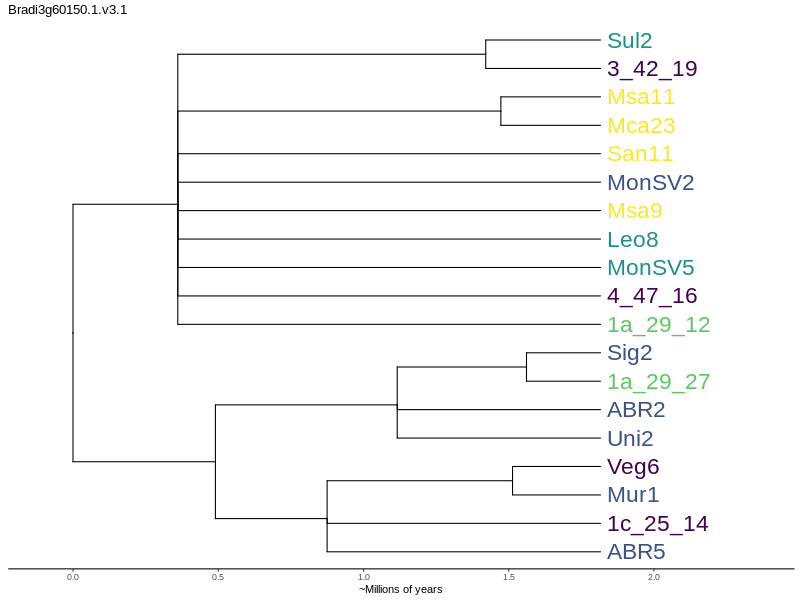 Bradi3g60150.1.v3.1
Sul2
3_42_19
Msa11
Mca23
San11
MonSV2
Msa9
Leo8
MonSV5
4_47_16
1a_29_12
Sig2
1a_29_27
ABR2
Uni2
Veg6
Mur1
1c_25_14
ABR5
0.0 0.5 1.0 1.5 2.0
~Millions of years